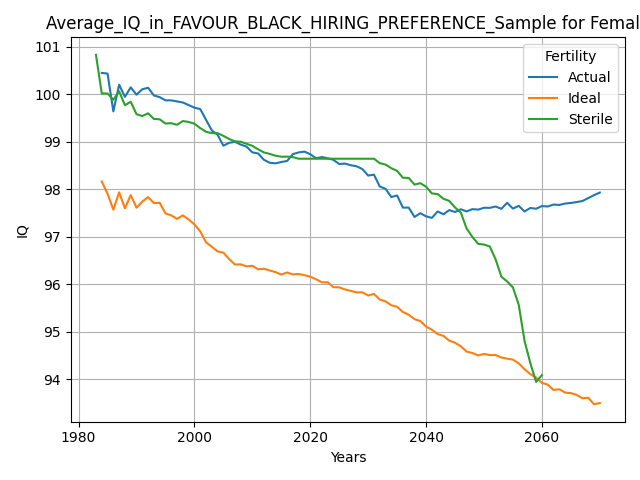 Average_IQ_in_FAVOUR_BLACK_HIRING_PREFERENCE_Sample for Femal
101
100
99
98
97
96
95
94
IQ
Fertility
Actual
Ideal
Sterile
1980
2000
2020
2040
2060
Years